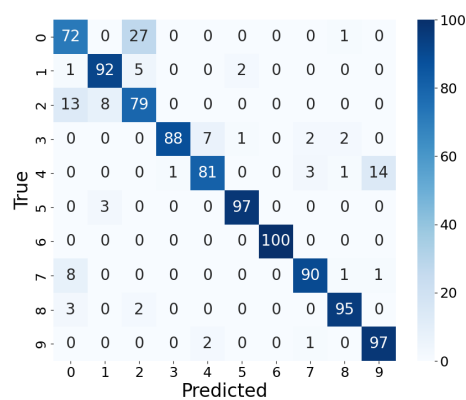 0 72 0 27 0 0 0 0 0 1 0
1 1 92 5 0 0 2 0 0 0 0
2 13 8 79 0 0 0 0 0 0 0
3 0 0 0 88 7 1 0 2 2 0
4 0 0 0 1 81 0 0 3 1 14
5 0 3 0 0 0 97 0 0 0 0
6 0 0 0 0 0 0 100 0 0 0
7 8 0 0 0 0 0 0 90 1 1
8 3 0 2 0 0 0 0 0 95 0
9 0 0 0 0 2 0 0 1 0 97
0 1 2 3 4 5 6 7 8 9
Predicted
True
100
80
60
40
20
0